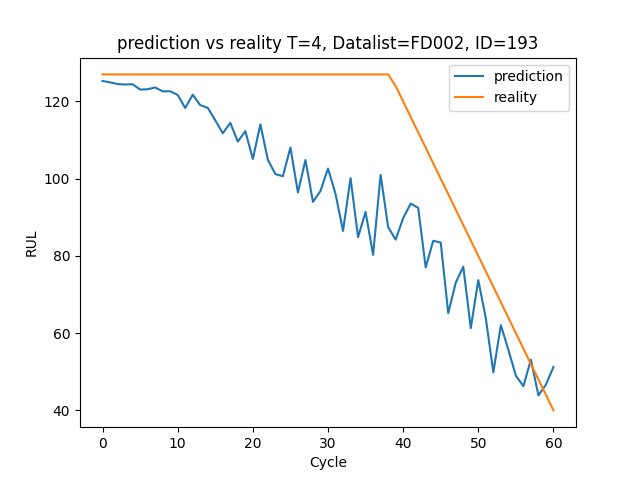 prediction vs reality T=4, Datalist=FD002, ID=193
prediction
reality
120
100
80
60
40
RUL
0 10 20 30 40 50 60
Cycle